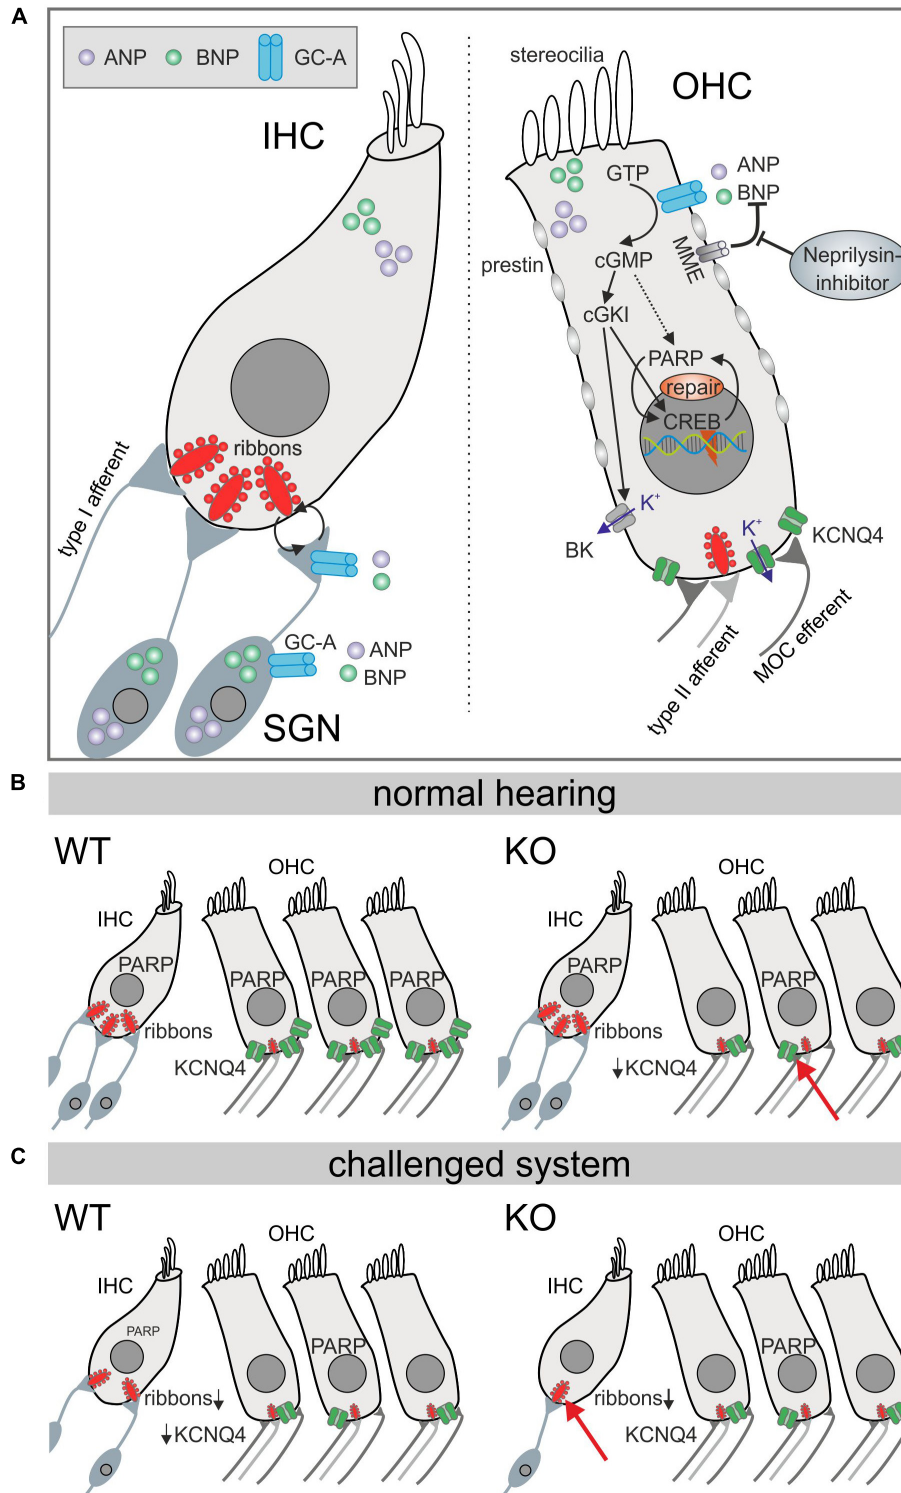 A
ANP
BNP
GC-A
IHC
ribbons
type I afferent
GC-A
ANP
BNP
SGN
stereocilia
OHC
GTP
ANP
BNP
MME
Neprilysin-
inhibitor
prestin
cGMP
cGKI
PARP
repair
CREB
K+
BK
K+
KCNQ4
type II afferent
MOC efferent
B
normal hearing
WT
OHC
IHC
PARP
PARP
PARP
PARP
ribbons
KCNQ4
KO
OHC
IHC
PARP
PARP
ribbons
↓KCNQ4
C
challenged system
WT
OHC
IHC
PARP
PARP
ribbons↓
↓KCNQ4
KO
OHC
IHC
PARP
ribbons↓
KCNQ4